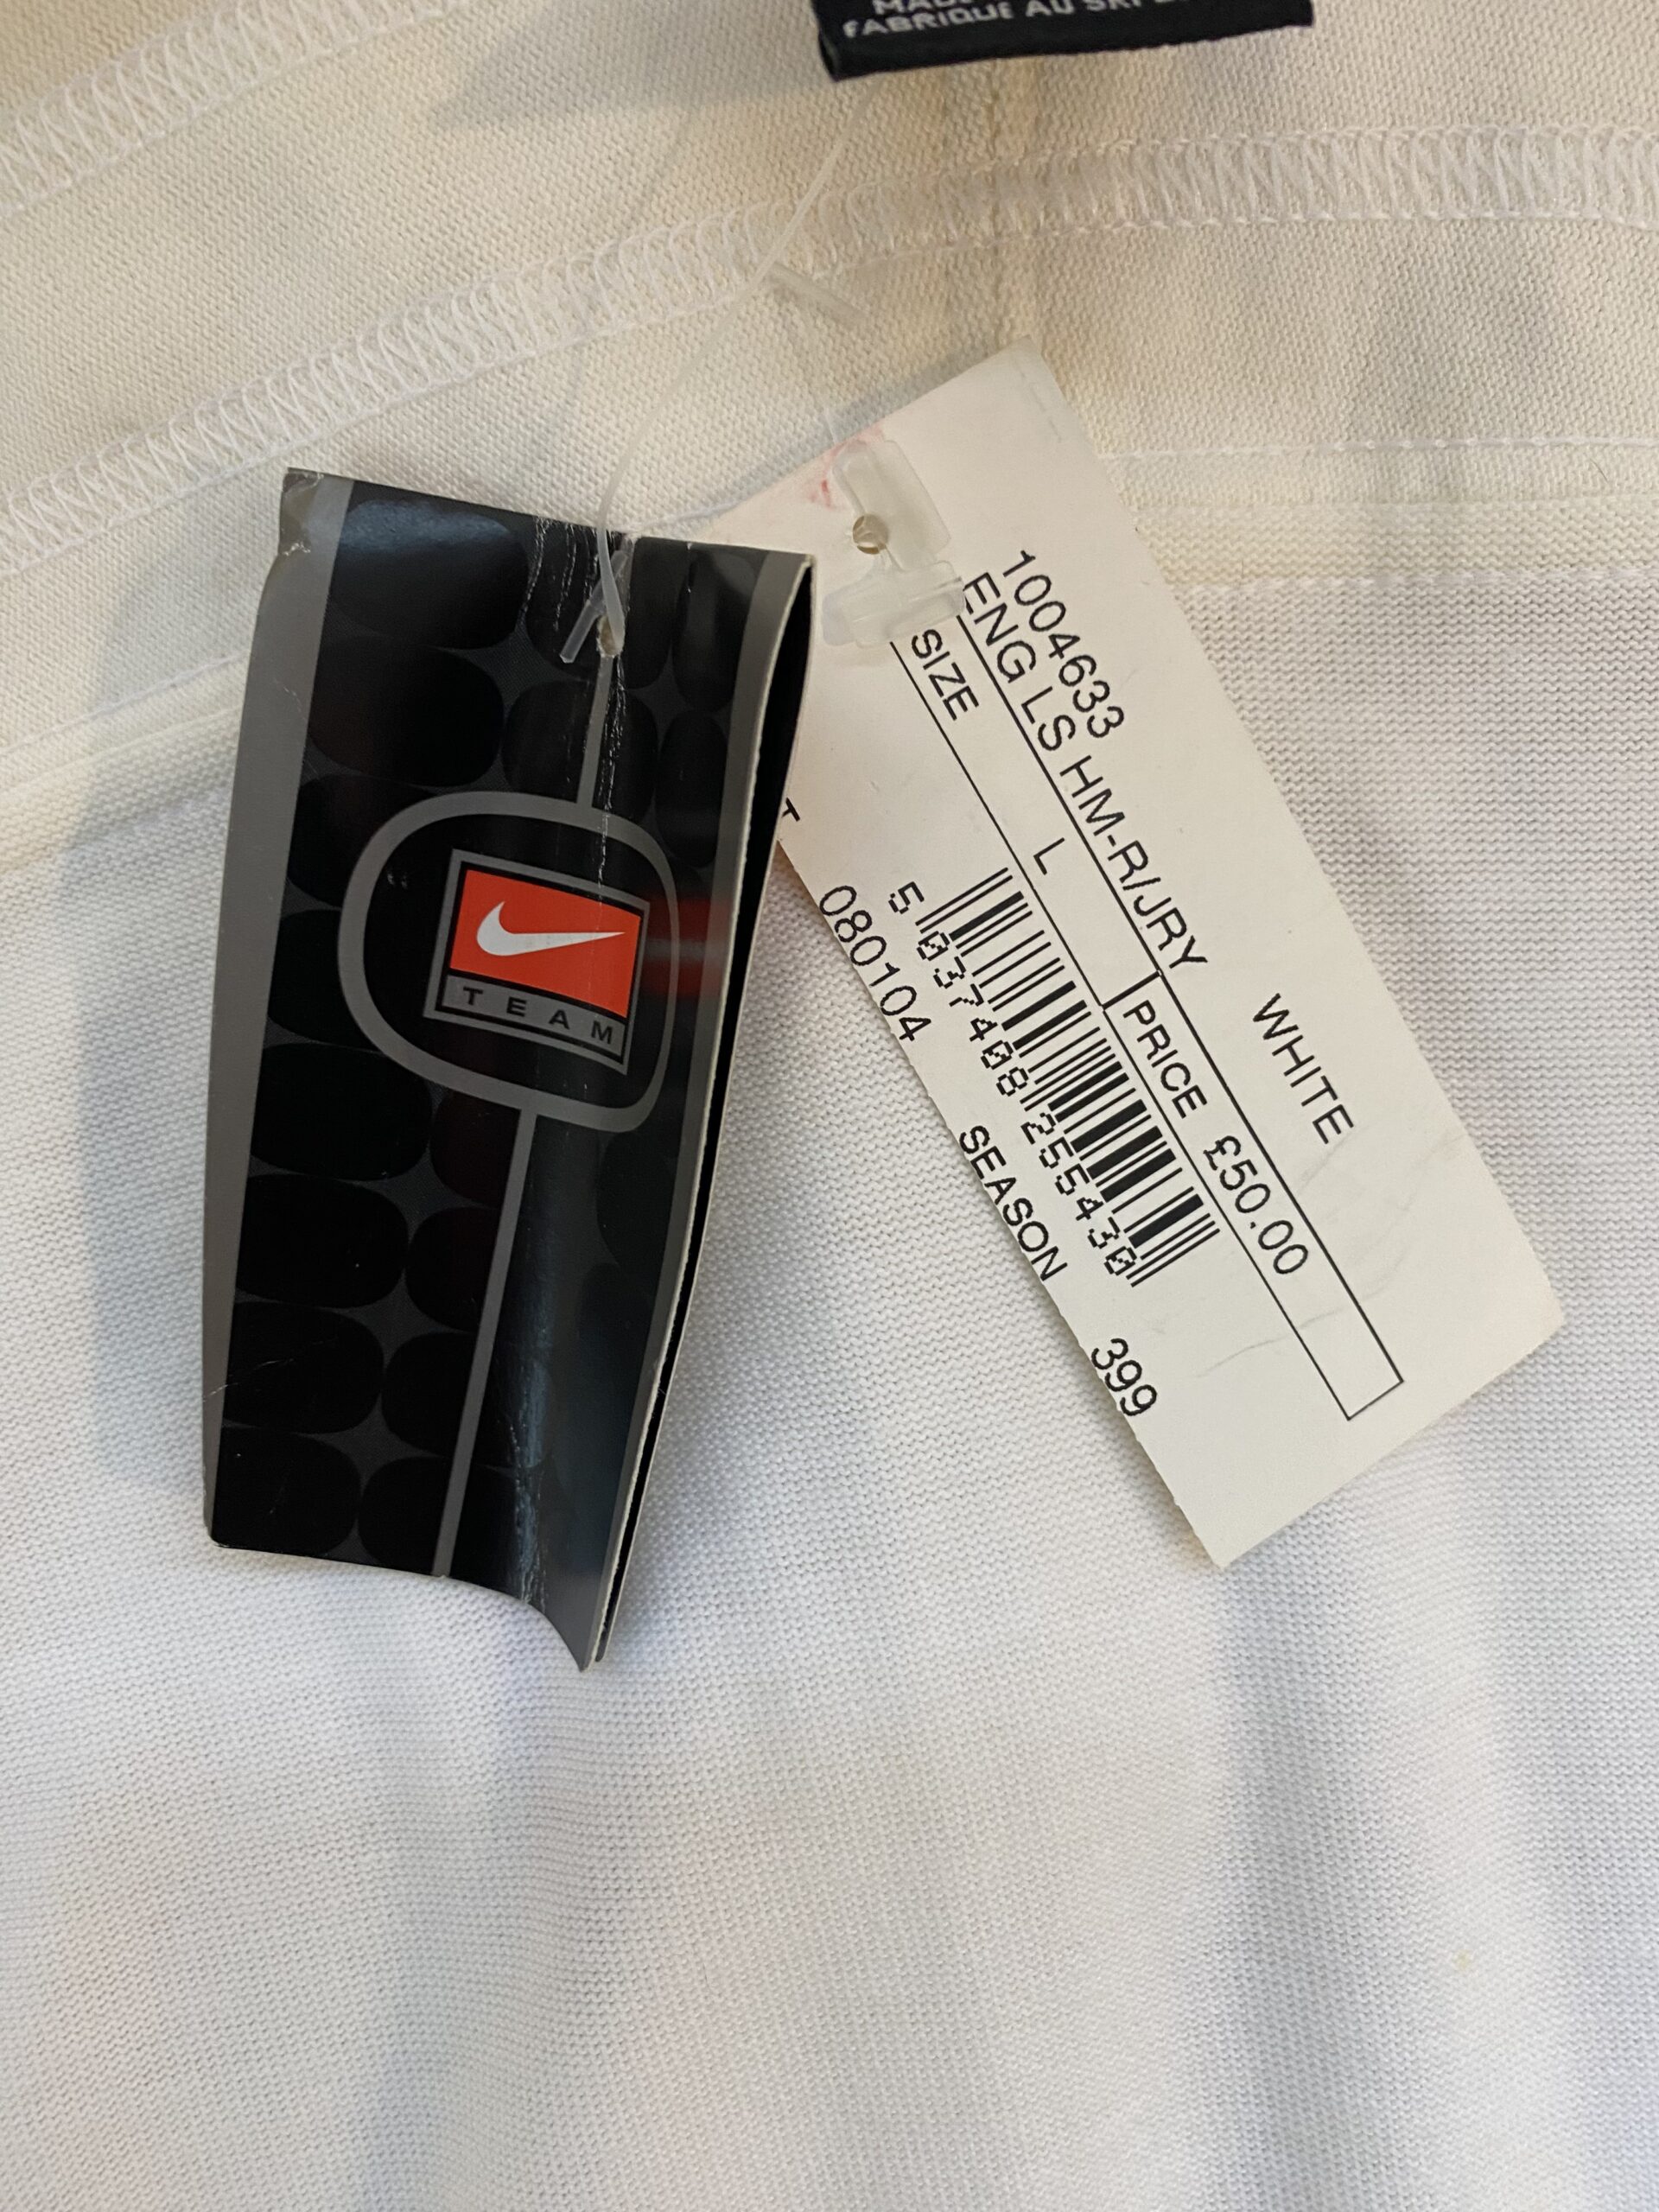 FABRIQUE AU SRI
TEAM
1004633 WHITE
ENG LS HM-R/JRY
SIZE L PRICE £50.00
5 037408 255430
T 080104 SEASON 399